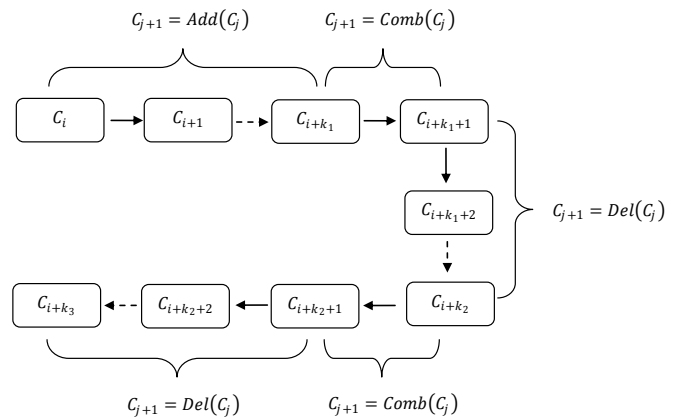 C_{j+1} = Add(C_j) C_{j+1} = Comb(C_j)
C_i C_{i+1} C_{i+k_1} C_{i+k_1+1}
C_{i+k_1+2} C_{j+1} = Del(C_j)
C_{i+k_3} C_{i+k_2+2} C_{i+k_2+1} C_{i+k_2}
C_{j+1} = Del(C_j) C_{j+1} = Comb(C_j)